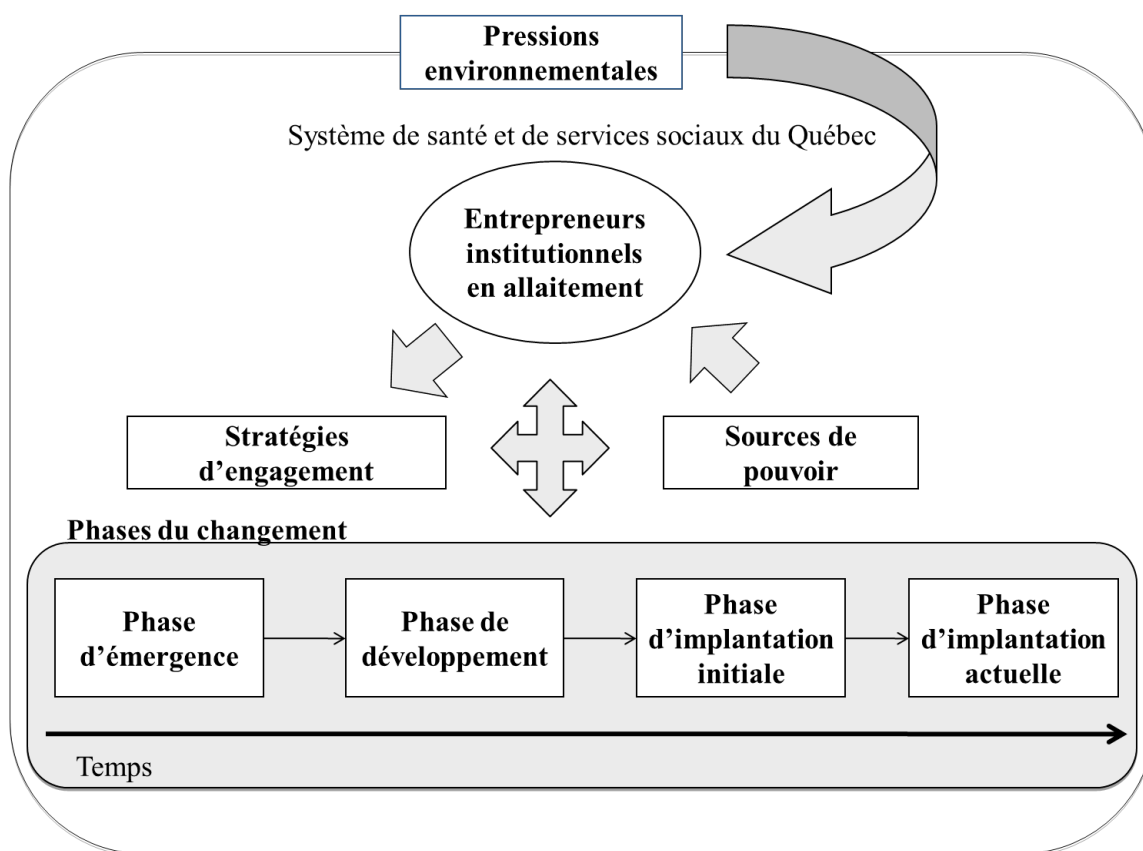 Pressions
environnementales
Système de santé et de services sociaux du Québec
Entrepreneurs
institutionnels
en allaitement
Stratégies
d’engagement
Sources de
pouvoir
Phases du changement
Phase
d’émergence
Phase de
développement
Phase
d’implantation
initiale
Phase
d’implantation
actuelle
Temps